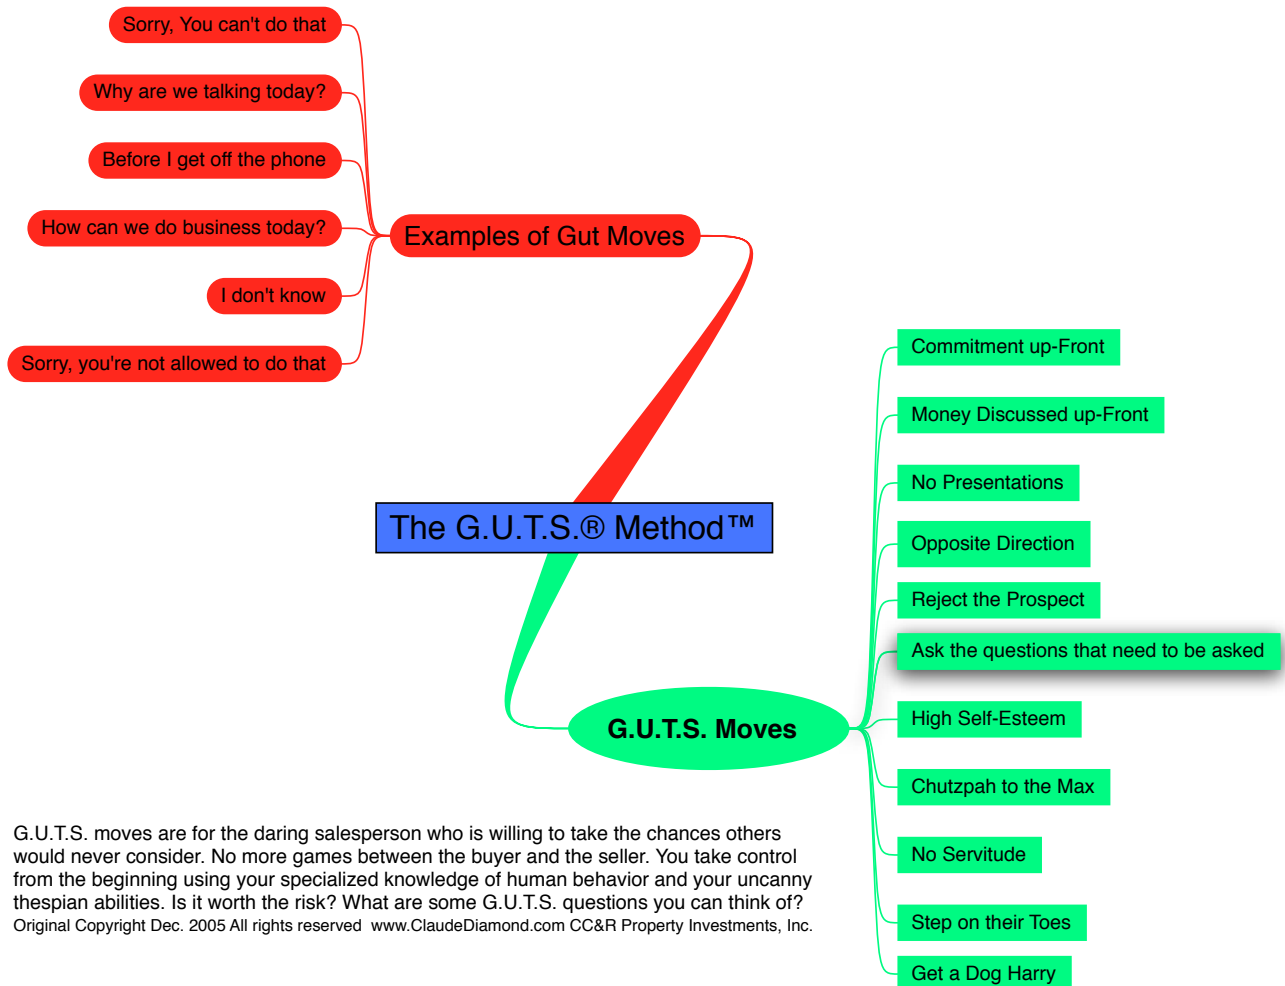 Sorry, You can't do that
Why are we talking today?
Before I get off the phone
How can we do business today?
I don't know
Sorry, you're not allowed to do that
Examples of Gut Moves
The G.U.T.S.® Method™
G.U.T.S. Moves
Commitment up-Front
Money Discussed up-Front
No Presentations
Opposite Direction
Reject the Prospect
Ask the questions that need to be asked
High Self-Esteem
Chutzpah to the Max
No Servitude
Step on their Toes
Get a Dog Harry
G.U.T.S. moves are for the daring salesperson who is willing to take the chances others
would never consider. No more games between the buyer and the seller. You take control
from the beginning using your specialized knowledge of human behavior and your uncanny
thespian abilities. Is it worth the risk? What are some G.U.T.S. questions you can think of?
Original Copyright Dec. 2005 All rights reserved www.ClaudeDiamond.com CC&R Property Investments, Inc.